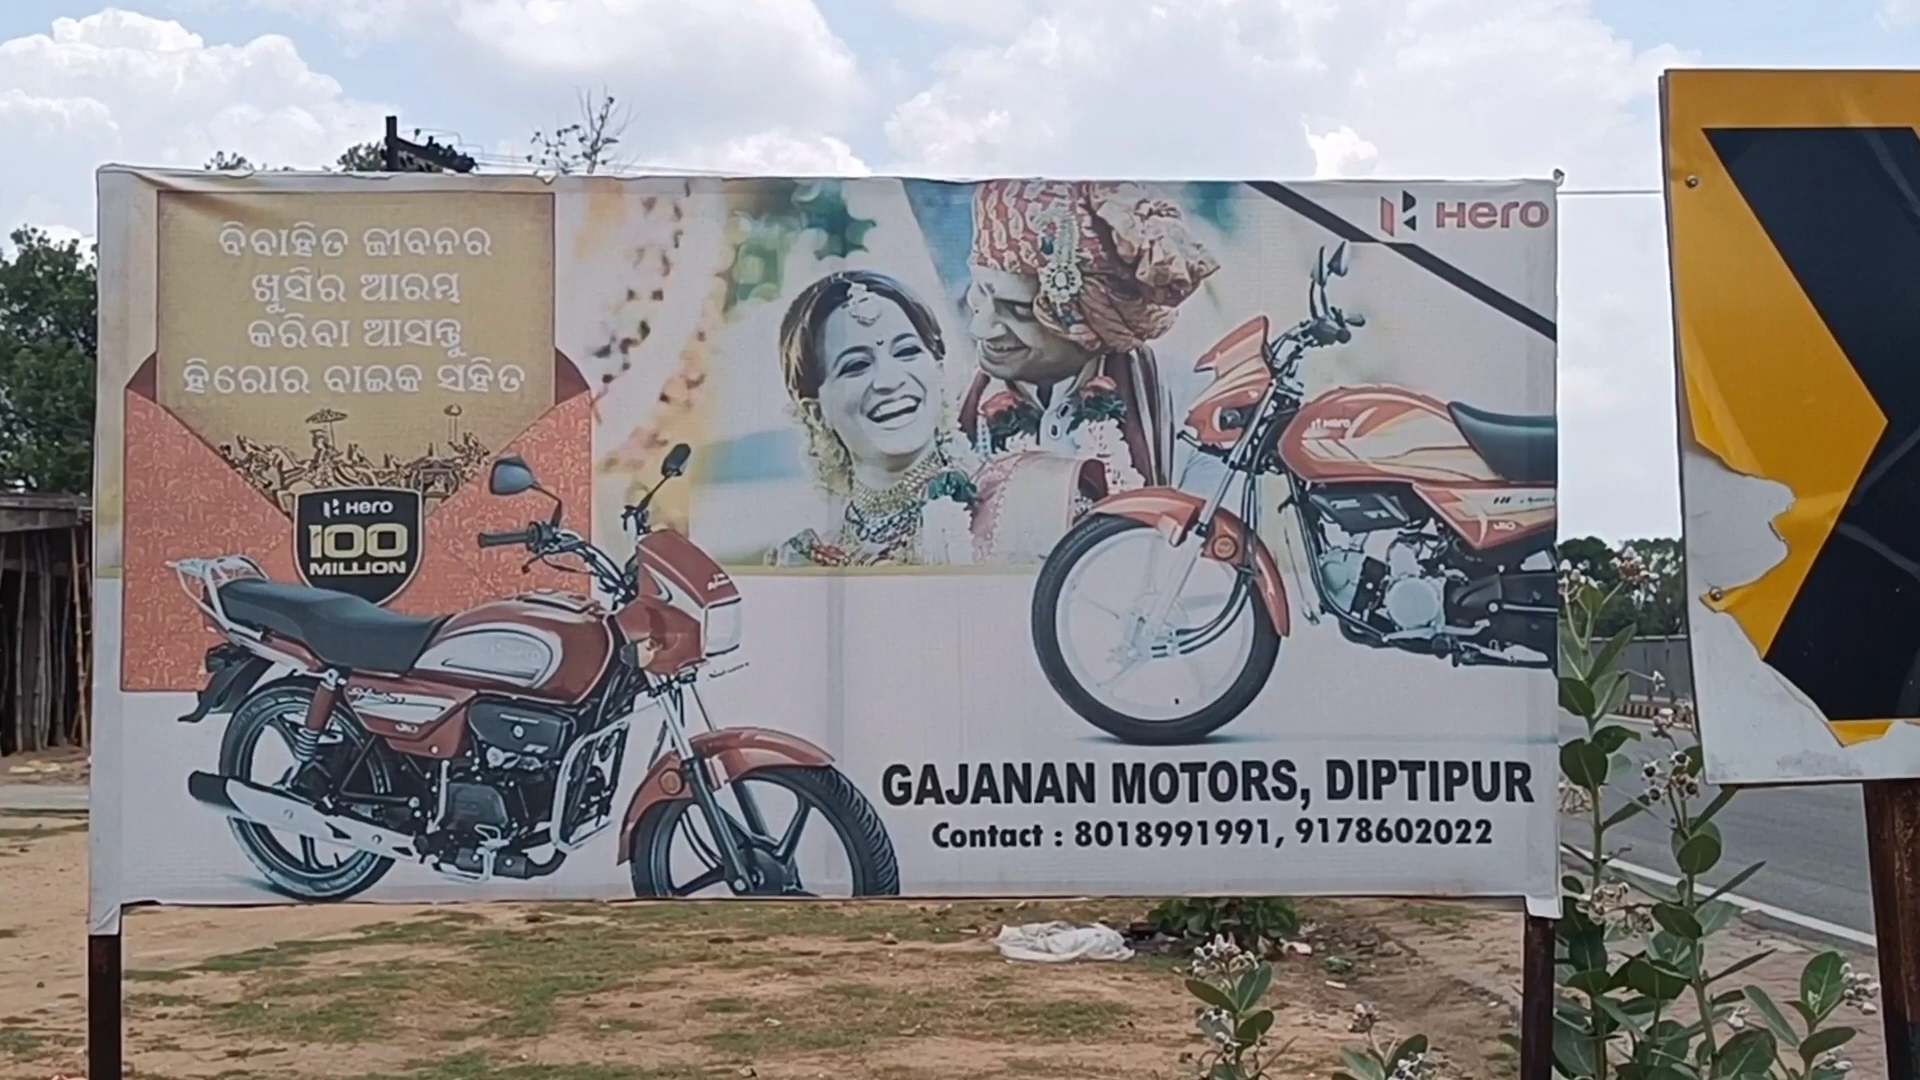 ବିବାହିତ ଜୀବନର
ଖୁସିର ଆରମ୍ଭ
କରିବା ଆସନ୍ତୁ
ହିରୋର ବାଇକ ସହିତ
Hero
100
MILLION
Hero
GAJANAN MOTORS, DIPTIPUR
Contact : 8018991991, 9178602022